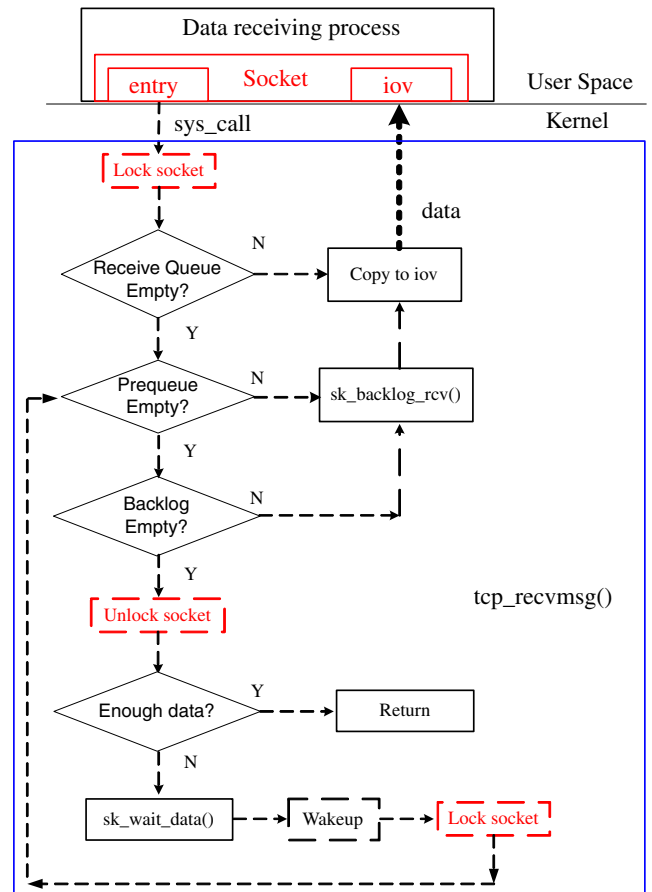 Data receiving process
Socket
entry
iov
User Space
sys_call
Kernel
Lock socket
data
N
Receive Queue
Empty?
Copy to iov
Y
Prequeue
Empty?
N
sk_backlog_rcv()
Y
Backlog
Empty?
N
Y
Unlock socket
tcp_recvmsg()
Enough data?
Y
Return
N
sk_wait_data()
Wakeup
Lock socket